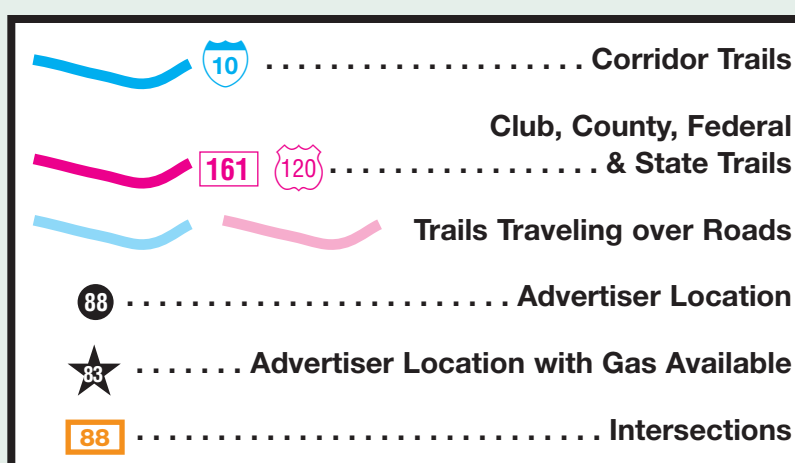 10 . . . . . . . . . . . . . . . . . . . . Corridor Trails
Club, County, Federal
161 120 . . . . . . . . . . . . . . . . . & State Trails
Trails Traveling over Roads
88 . . . . . . . . . . . . . . . . . . . . . . . . Advertiser Location
83 . . . . . . . Advertiser Location with Gas Available
88 . . . . . . . . . . . . . . . . . . . . . . . . . . . . . Intersections